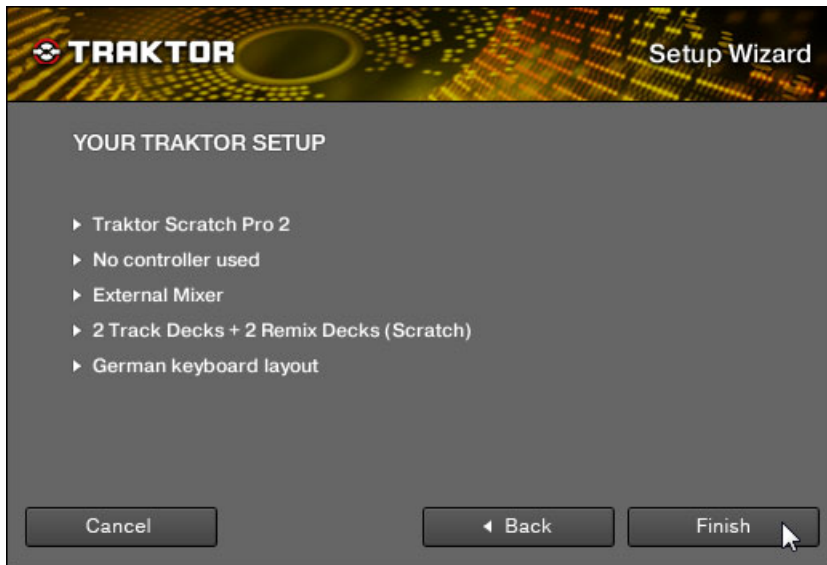 TRAKTOR
Setup Wizard
YOUR TRAKTOR SETUP
Traktor Scratch Pro 2
No controller used
External Mixer
2 Track Decks + 2 Remix Decks (Scratch)
German keyboard layout
Cancel
Back
Finish